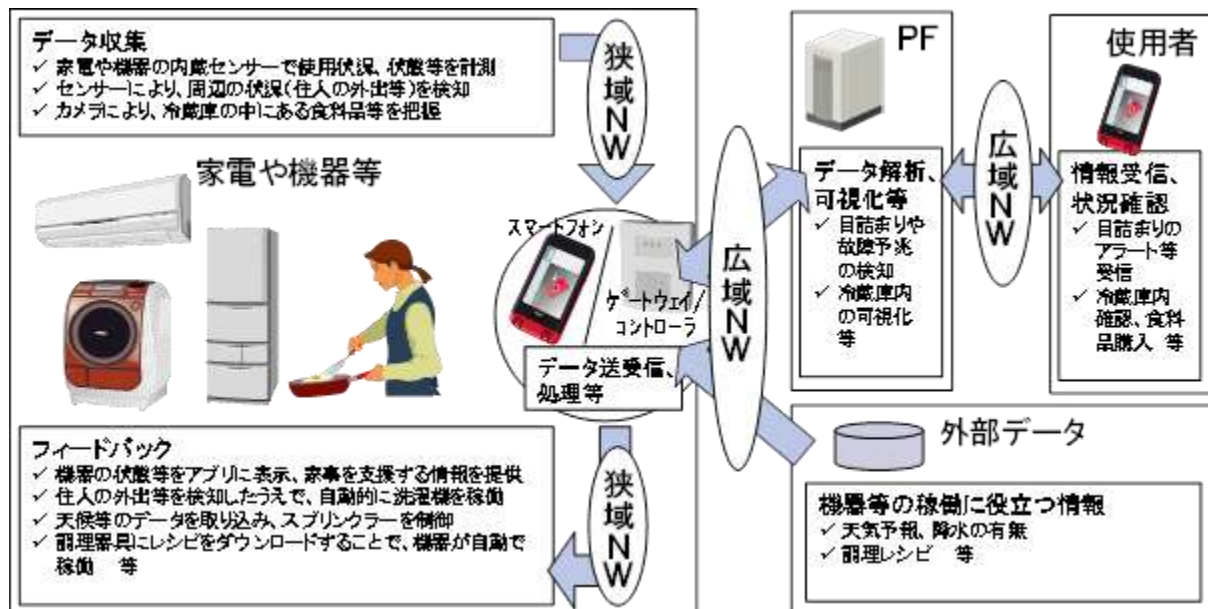 データ収集
✓ 家電や機器の内蔵センサーで使用状況、状態等を計測
✓ センサーにより、周辺の状況(住人の外出等)を検知
✓ カメラにより、冷蔵庫の中にある食料品等を把握
狭域NW
家電や機器等
スマートフォン
ゲートウェイ/
コントローラ
データ送受信、
処理等
フィードバック
✓ 機器の状態等をアプリに表示、家事を支援する情報を提供
✓ 住人の外出等を検知したうえで、自動的に洗濯機を稼働
✓ 天候等のデータを取り込み、スプリンクラーを制御
✓ 調理器具にレシピをダウンロードすることで、機器が自動で
稼働 等
狭域NW
広域NW
PF
データ解析、
可視化等
✓ 目詰まりや
故障予兆
の検知
✓ 冷蔵庫内
の可視化
等
広域NW
使用者
情報受信、
状況確認
✓ 目詰まりの
アラート等
受信
✓ 冷蔵庫内
確認、食料
品購入 等
外部データ
機器等の稼働に役立つ情報
✓ 天気予報、降水の有無
✓ 調理レシピ 等